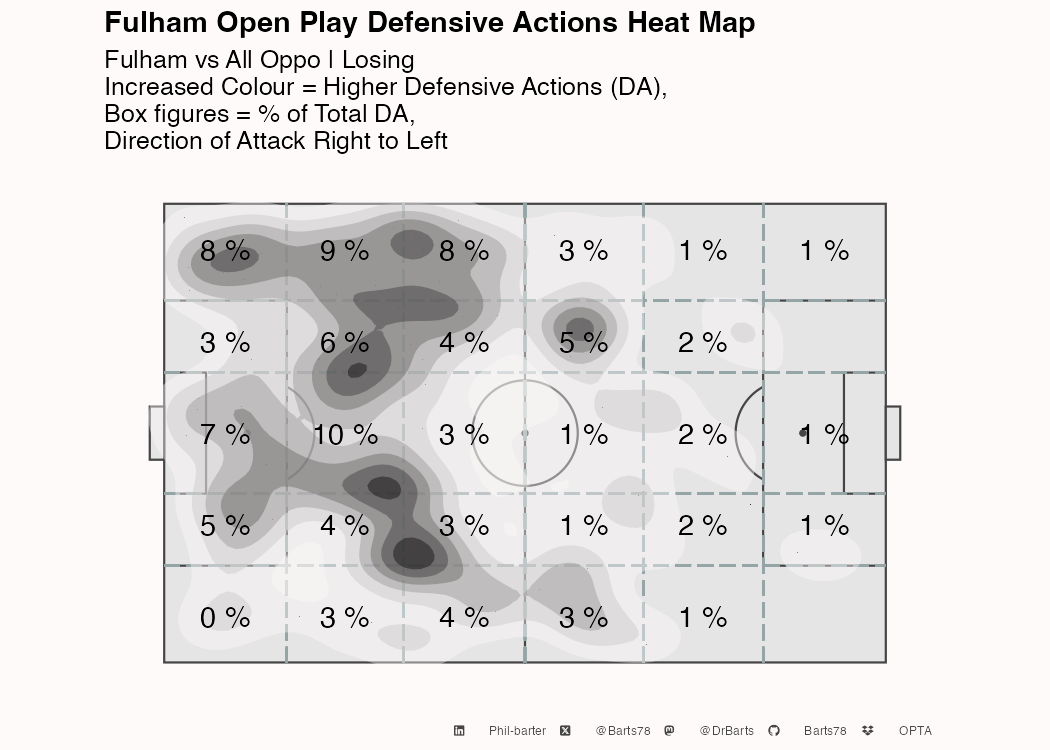 Fulham Open Play Defensive Actions Heat Map
Fulham vs All Oppo | Losing
Increased Colour = Higher Defensive Actions (DA),
Box figures = % of Total DA,
Direction of Attack Right to Left
8 % 9 % 8 % 3 % 1 % 1 %
3 % 6 % 4 % 5 % 2 %
7 % 10 % 3 % 1 % 2 % 1 %
5 % 4 % 3 % 1 % 2 % 1 %
0 % 3 % 4 % 3 % 1 %
Phil-barter @Barts78 @DrBarts Barts78 OPTA